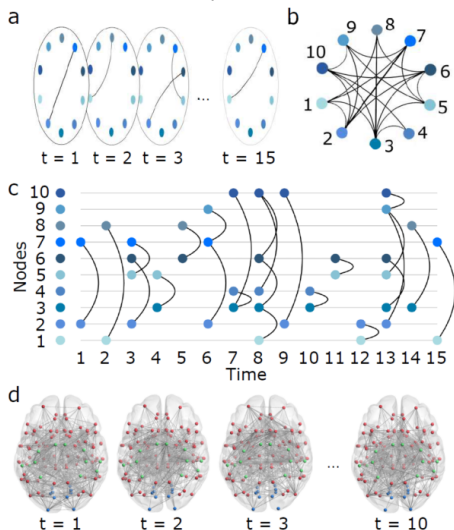 a
b
t = 1
t = 2
t = 3
...
t = 15
8
7
9
10
6
1
5
2
3
4
c
Nodes
10
9
8
7
6
5
4
3
2
1
1 2 3 4 5 6 7 8 9 10 11 12 13 14 15
Time
d
t = 1
t = 2
t = 3
...
t = 10